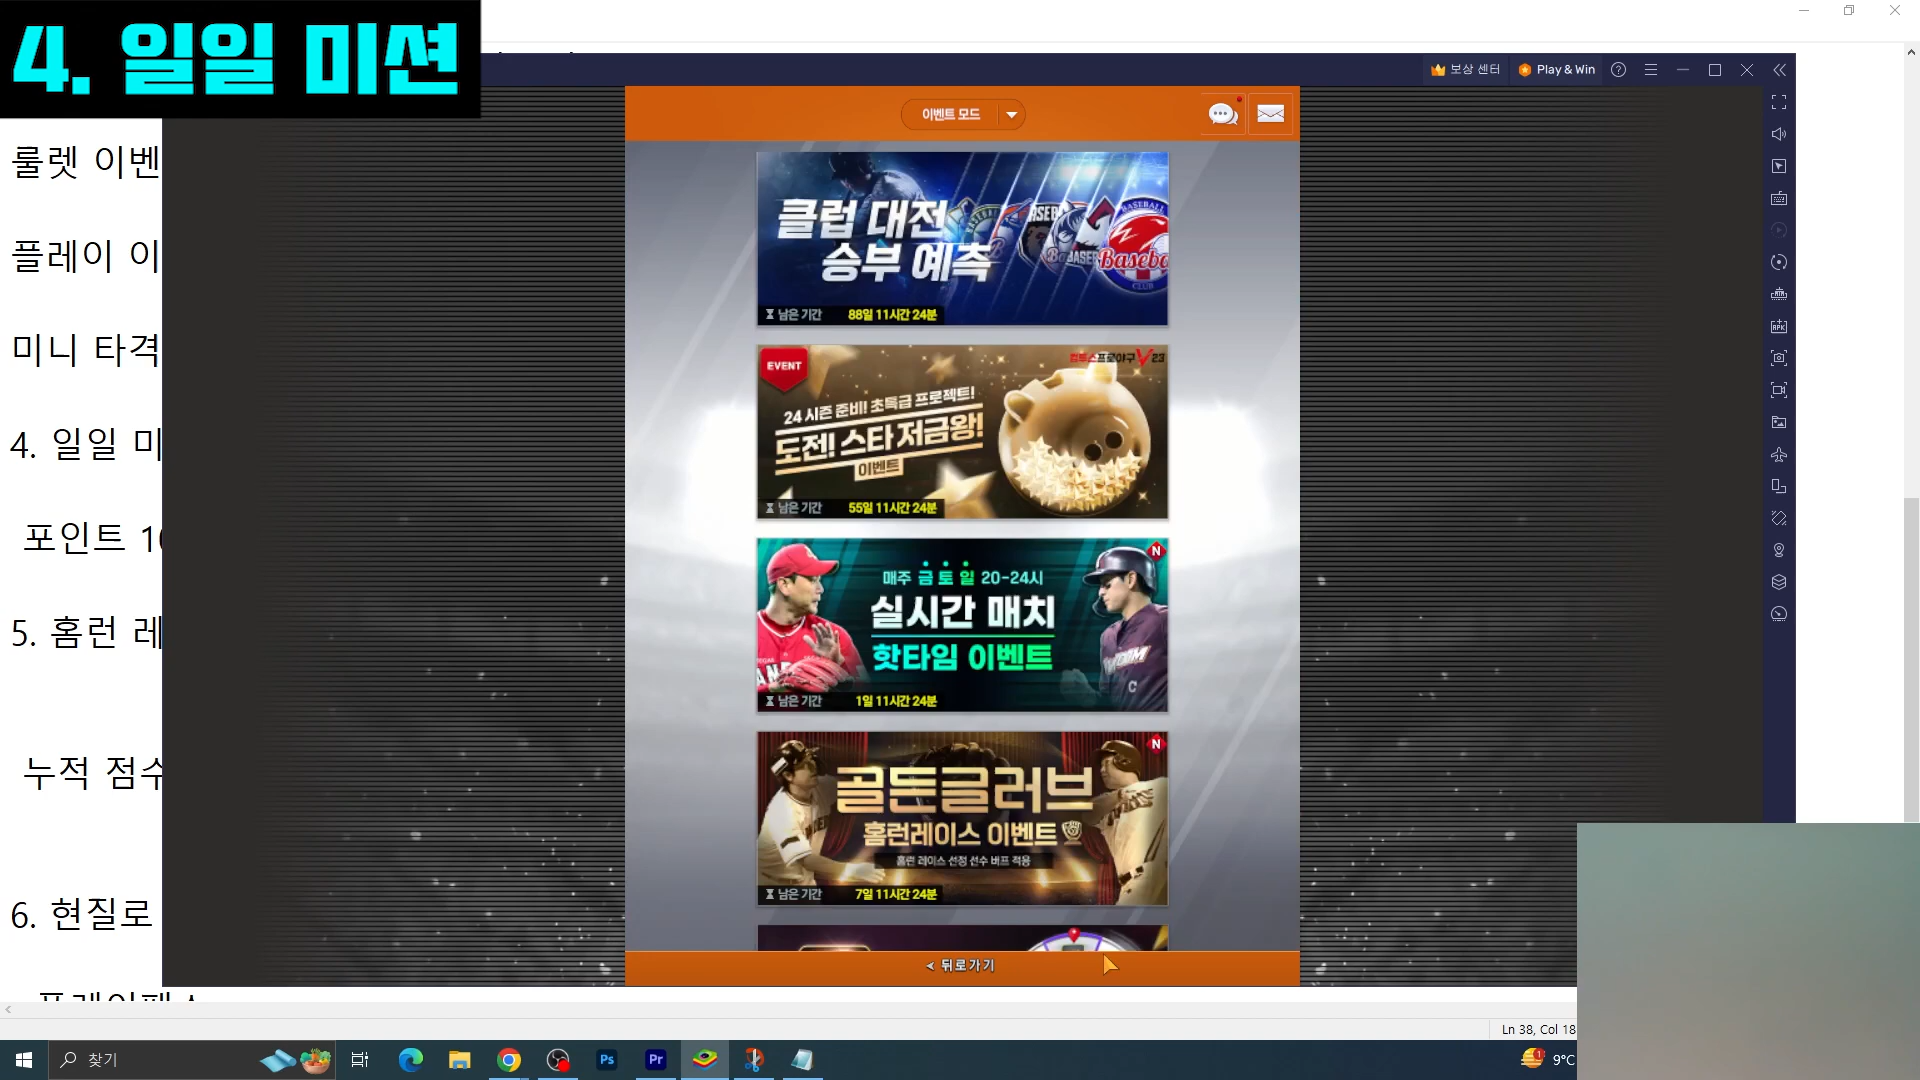 4. 일일 미션
보상 센터
Play & Win
이벤트 모드
룰렛 이벤
플레이 이
미니 타격
4. 일일 미
포인트 10
5. 홈런 레
누적 점수
6. 현질로
클럽 대전
승부 예측
BASEBALL
Baseba
CLUB
남은 기간 88일 11시간 24분
EVENT
컴투스프로야구V23
24 시즌 준비! 초특급 프로젝트!
도전! 스타 저금왕!
이벤트
남은 기간 55일 11시간 24분
N
매주 금 토 일 20-24시
실시간 매치
핫타임 이벤트
남은 기간 1일 11시간 24분
N
골든글러브
홈런레이스 이벤트
홈런 레이스 선정 선수 버프 적용
남은 기간 7일 11시간 24분
< 뒤로가기
Ln 38, Col 18
찾기
Ps
Pr
1
9°C